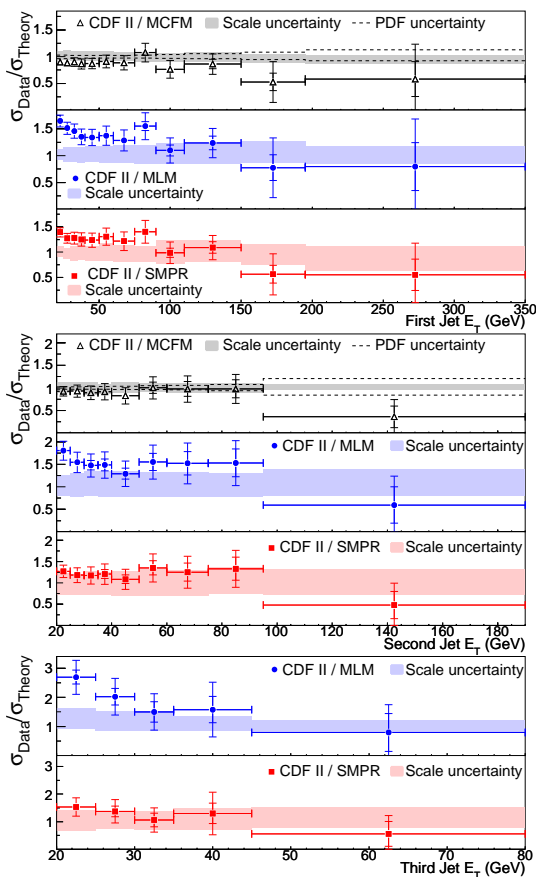 σData/σTheory
CDF II / MCFM Scale uncertainty PDF uncertainty
1.5
1
0.5
1.5
1
0.5
CDF II / MLM
Scale uncertainty
1.5
1
0.5
CDF II / SMPR
Scale uncertainty
50 100 150 200 250 300 350
First Jet ET (GeV)
σData/σTheory
CDF II / MCFM Scale uncertainty PDF uncertainty
2
1.5
1
0.5
CDF II / MLM Scale uncertainty
2
1.5
1
0.5
CDF II / SMPR Scale uncertainty
2
1.5
1
0.5
20 40 60 80 100 120 140 160 180
Second Jet ET (GeV)
σData/σTheory
CDF II / MLM Scale uncertainty
3
2
1
CDF II / SMPR Scale uncertainty
3
2
1
20 30 40 50 60 70 80
Third Jet ET (GeV)